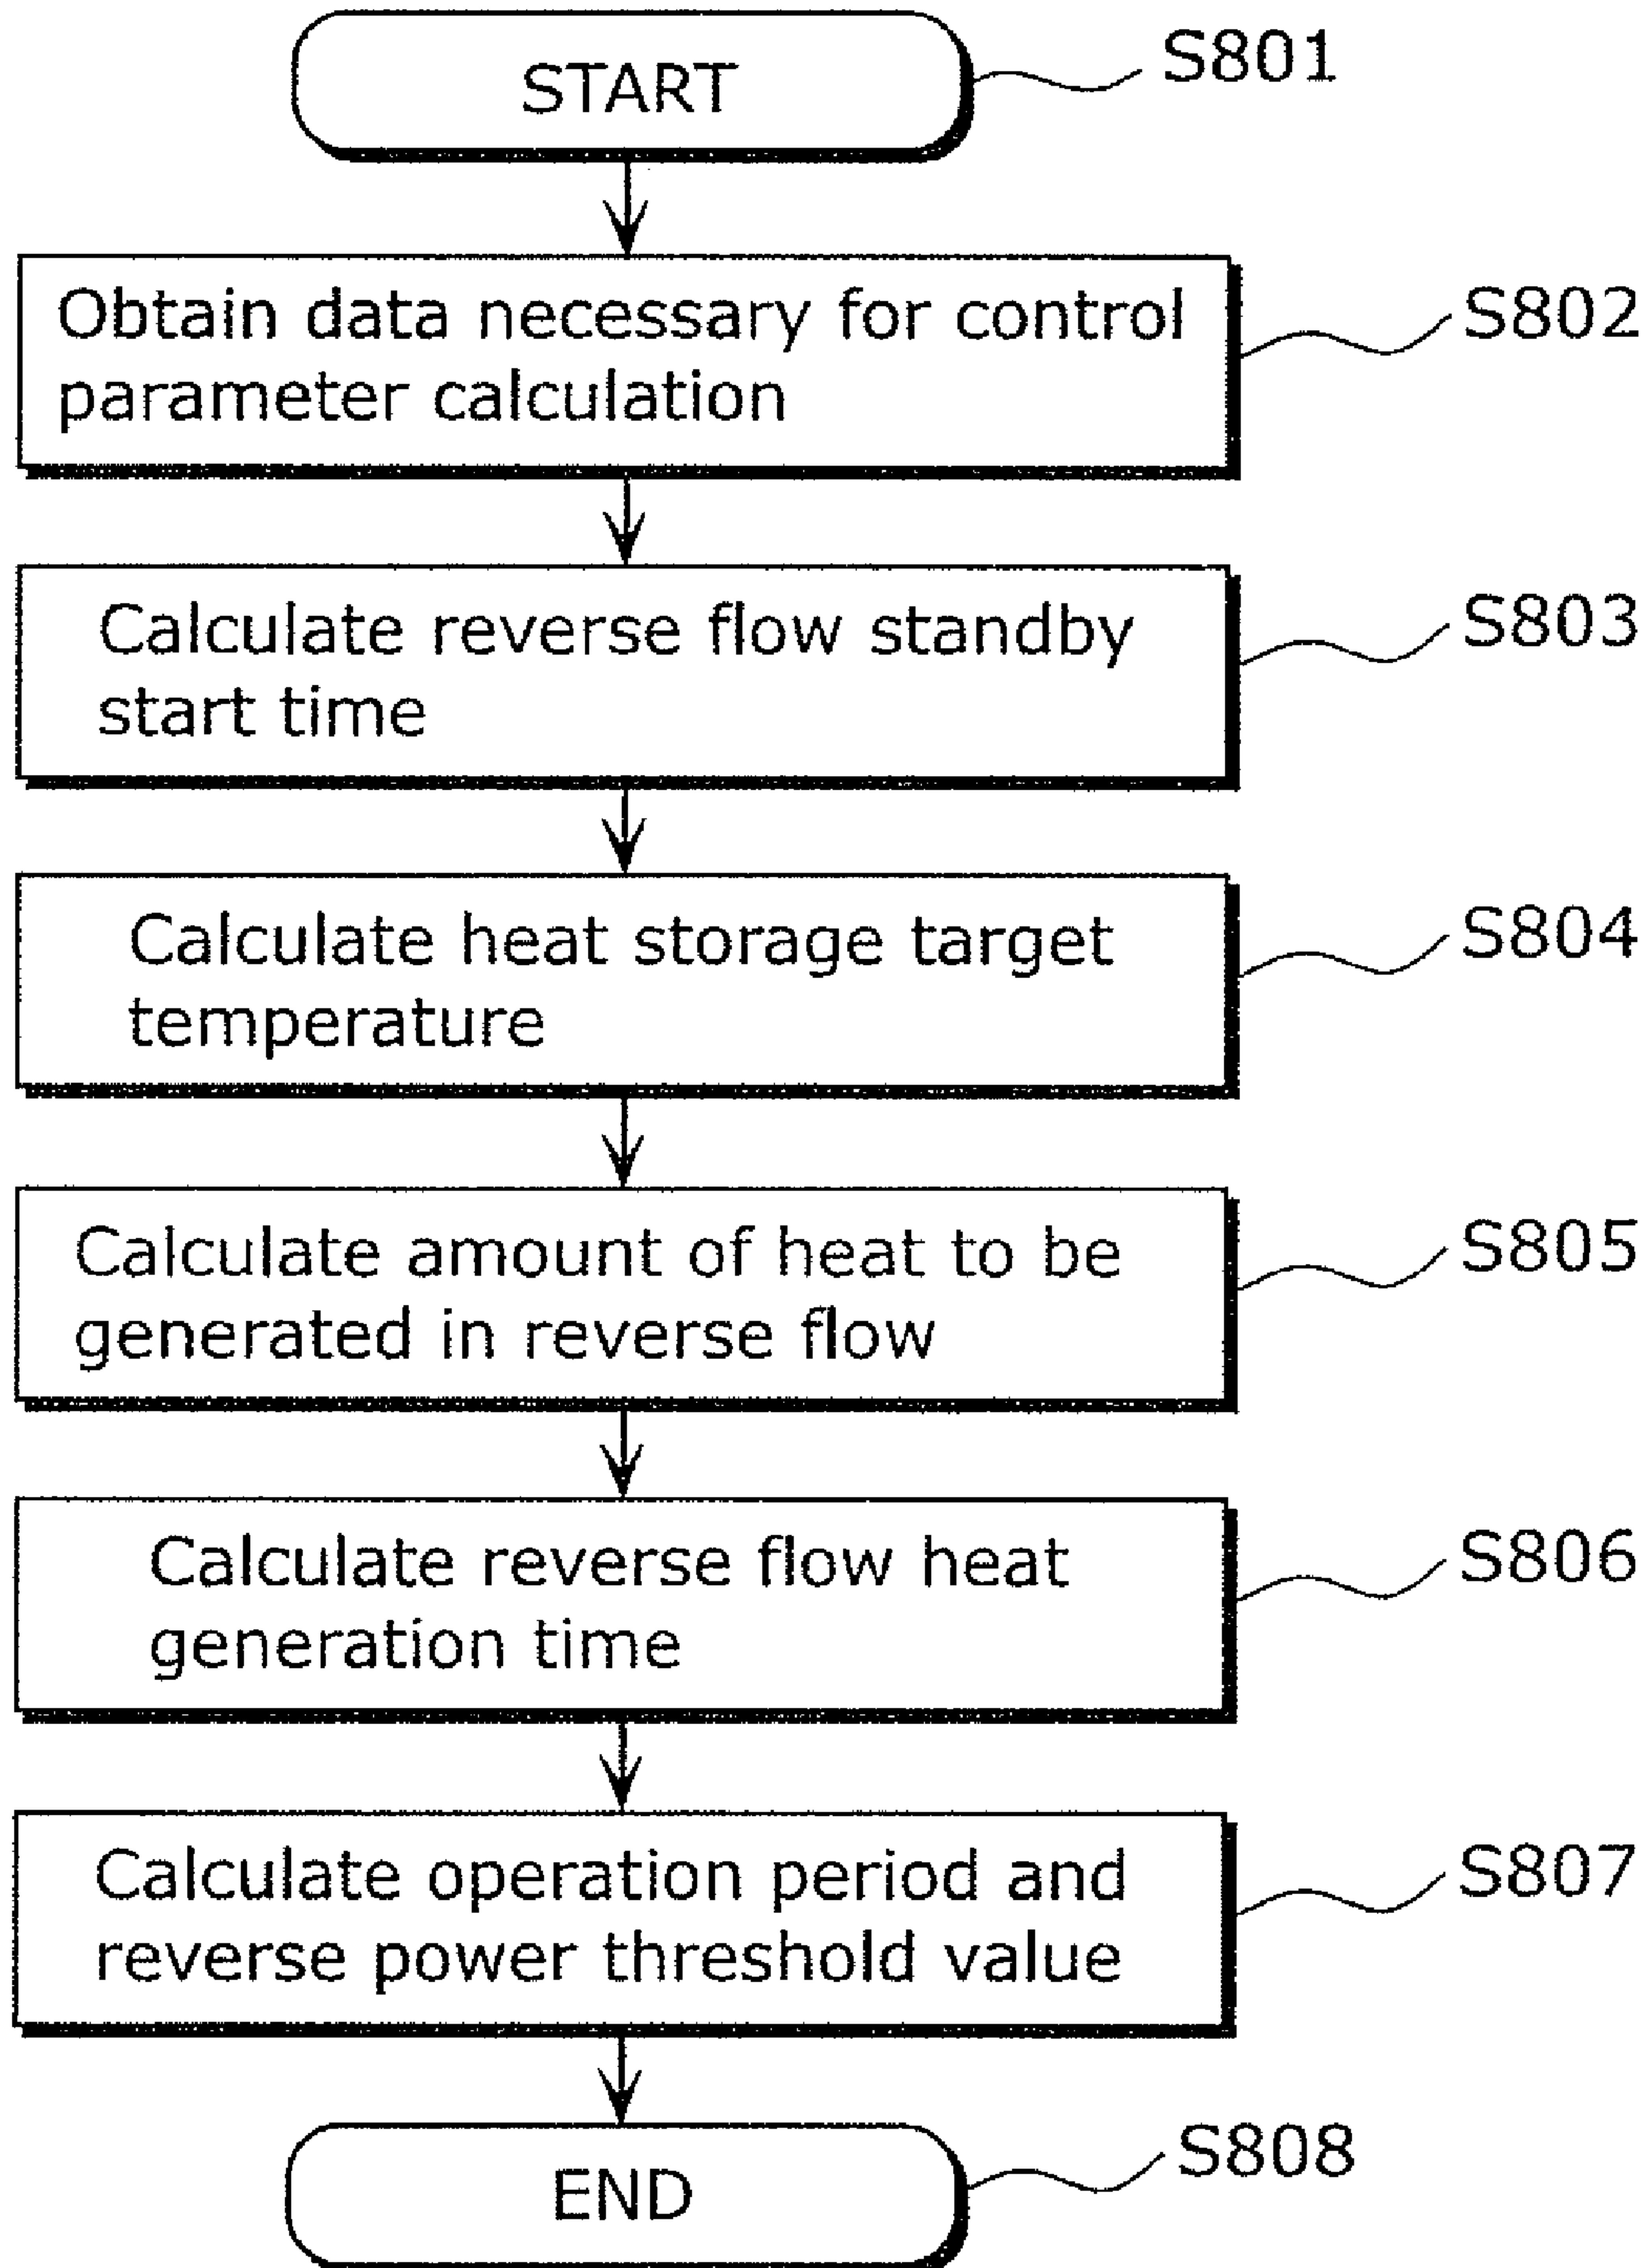 START
S801
Obtain data necessary for control
parameter calculation
S802
Calculate reverse flow standby
start time
S803
Calculate heat storage target
temperature
S804
Calculate amount of heat to be
generated in reverse flow
S805
Calculate reverse flow heat
generation time
S806
Calculate operation period and
reverse power threshold value
S807
END
S808